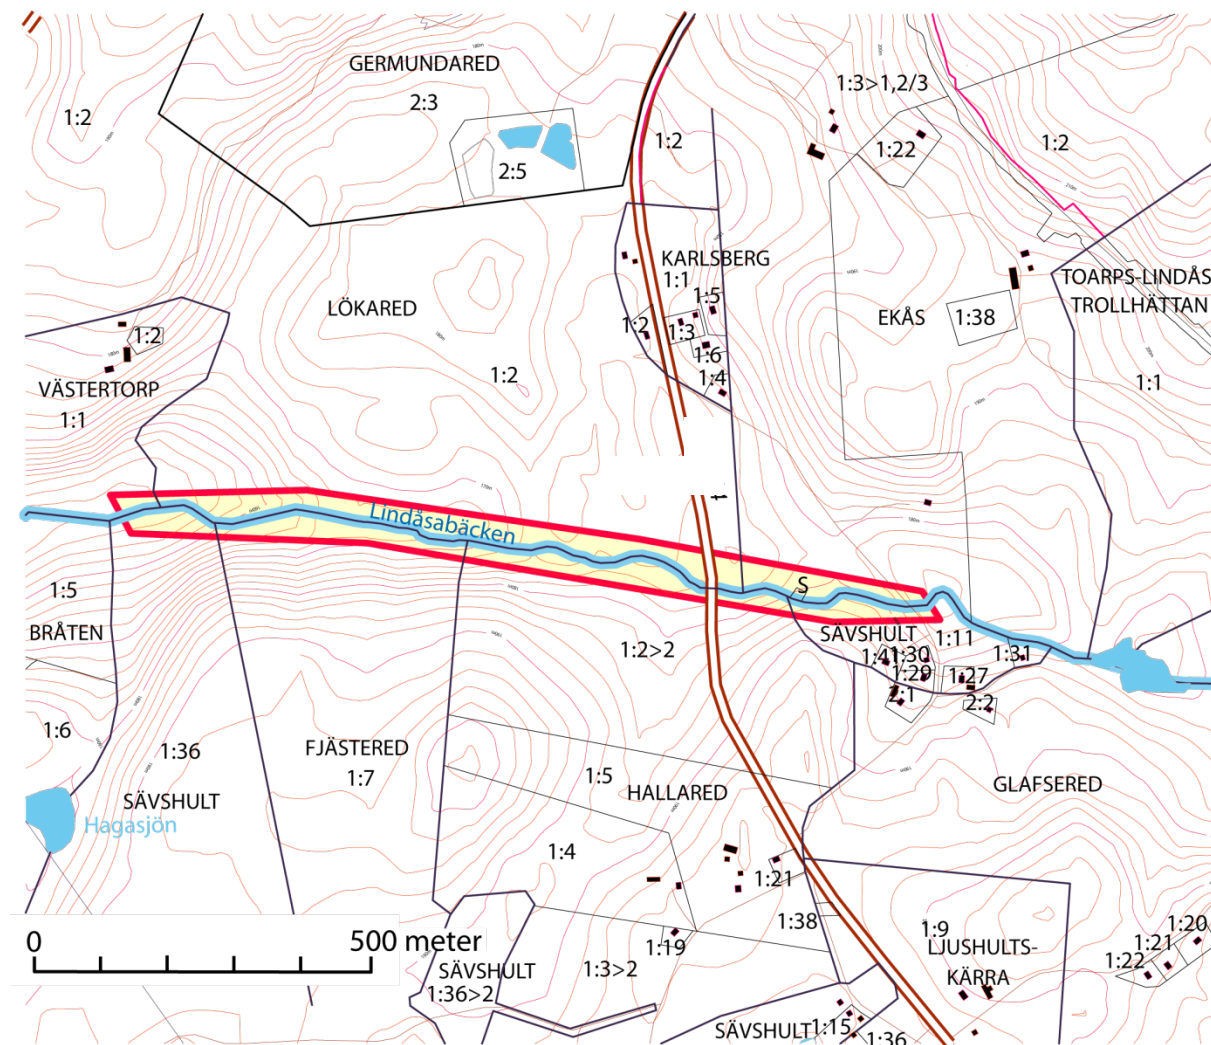 GERMUNDARED
2:3
1:2
2:5
1:2
1:3>1,2/3
1:22
1:2
KARLSBERG
1:1
1:5
1:2
1:3
1:6
1:4
TOARPS-LINDÅS
TROLLHÄTTAN
1:1
EKÅS
1:38
LÖKARED
1:2
1:2
VÄSTERTORP
1:1
Lindåsabäcken
S
1:5
BRÅTEN
1:6
1:36
SÄVSHULT
Hagasjön
FJÄSTERED
1:7
1:2>2
SÄVSHULT
1:11
1:41
1:30
1:31
1:29
1:27
2:1
2:2
GLAFSERED
1:5
HALLARED
1:4
1:21
1:38
1:19
1:3>2
SÄVSHULT
1:36>2
0
500 meter
1:9
LJUSHULTS-
KÄRRA
1:20
1:21
1:22
SÄVSHULT
1:15
1:36